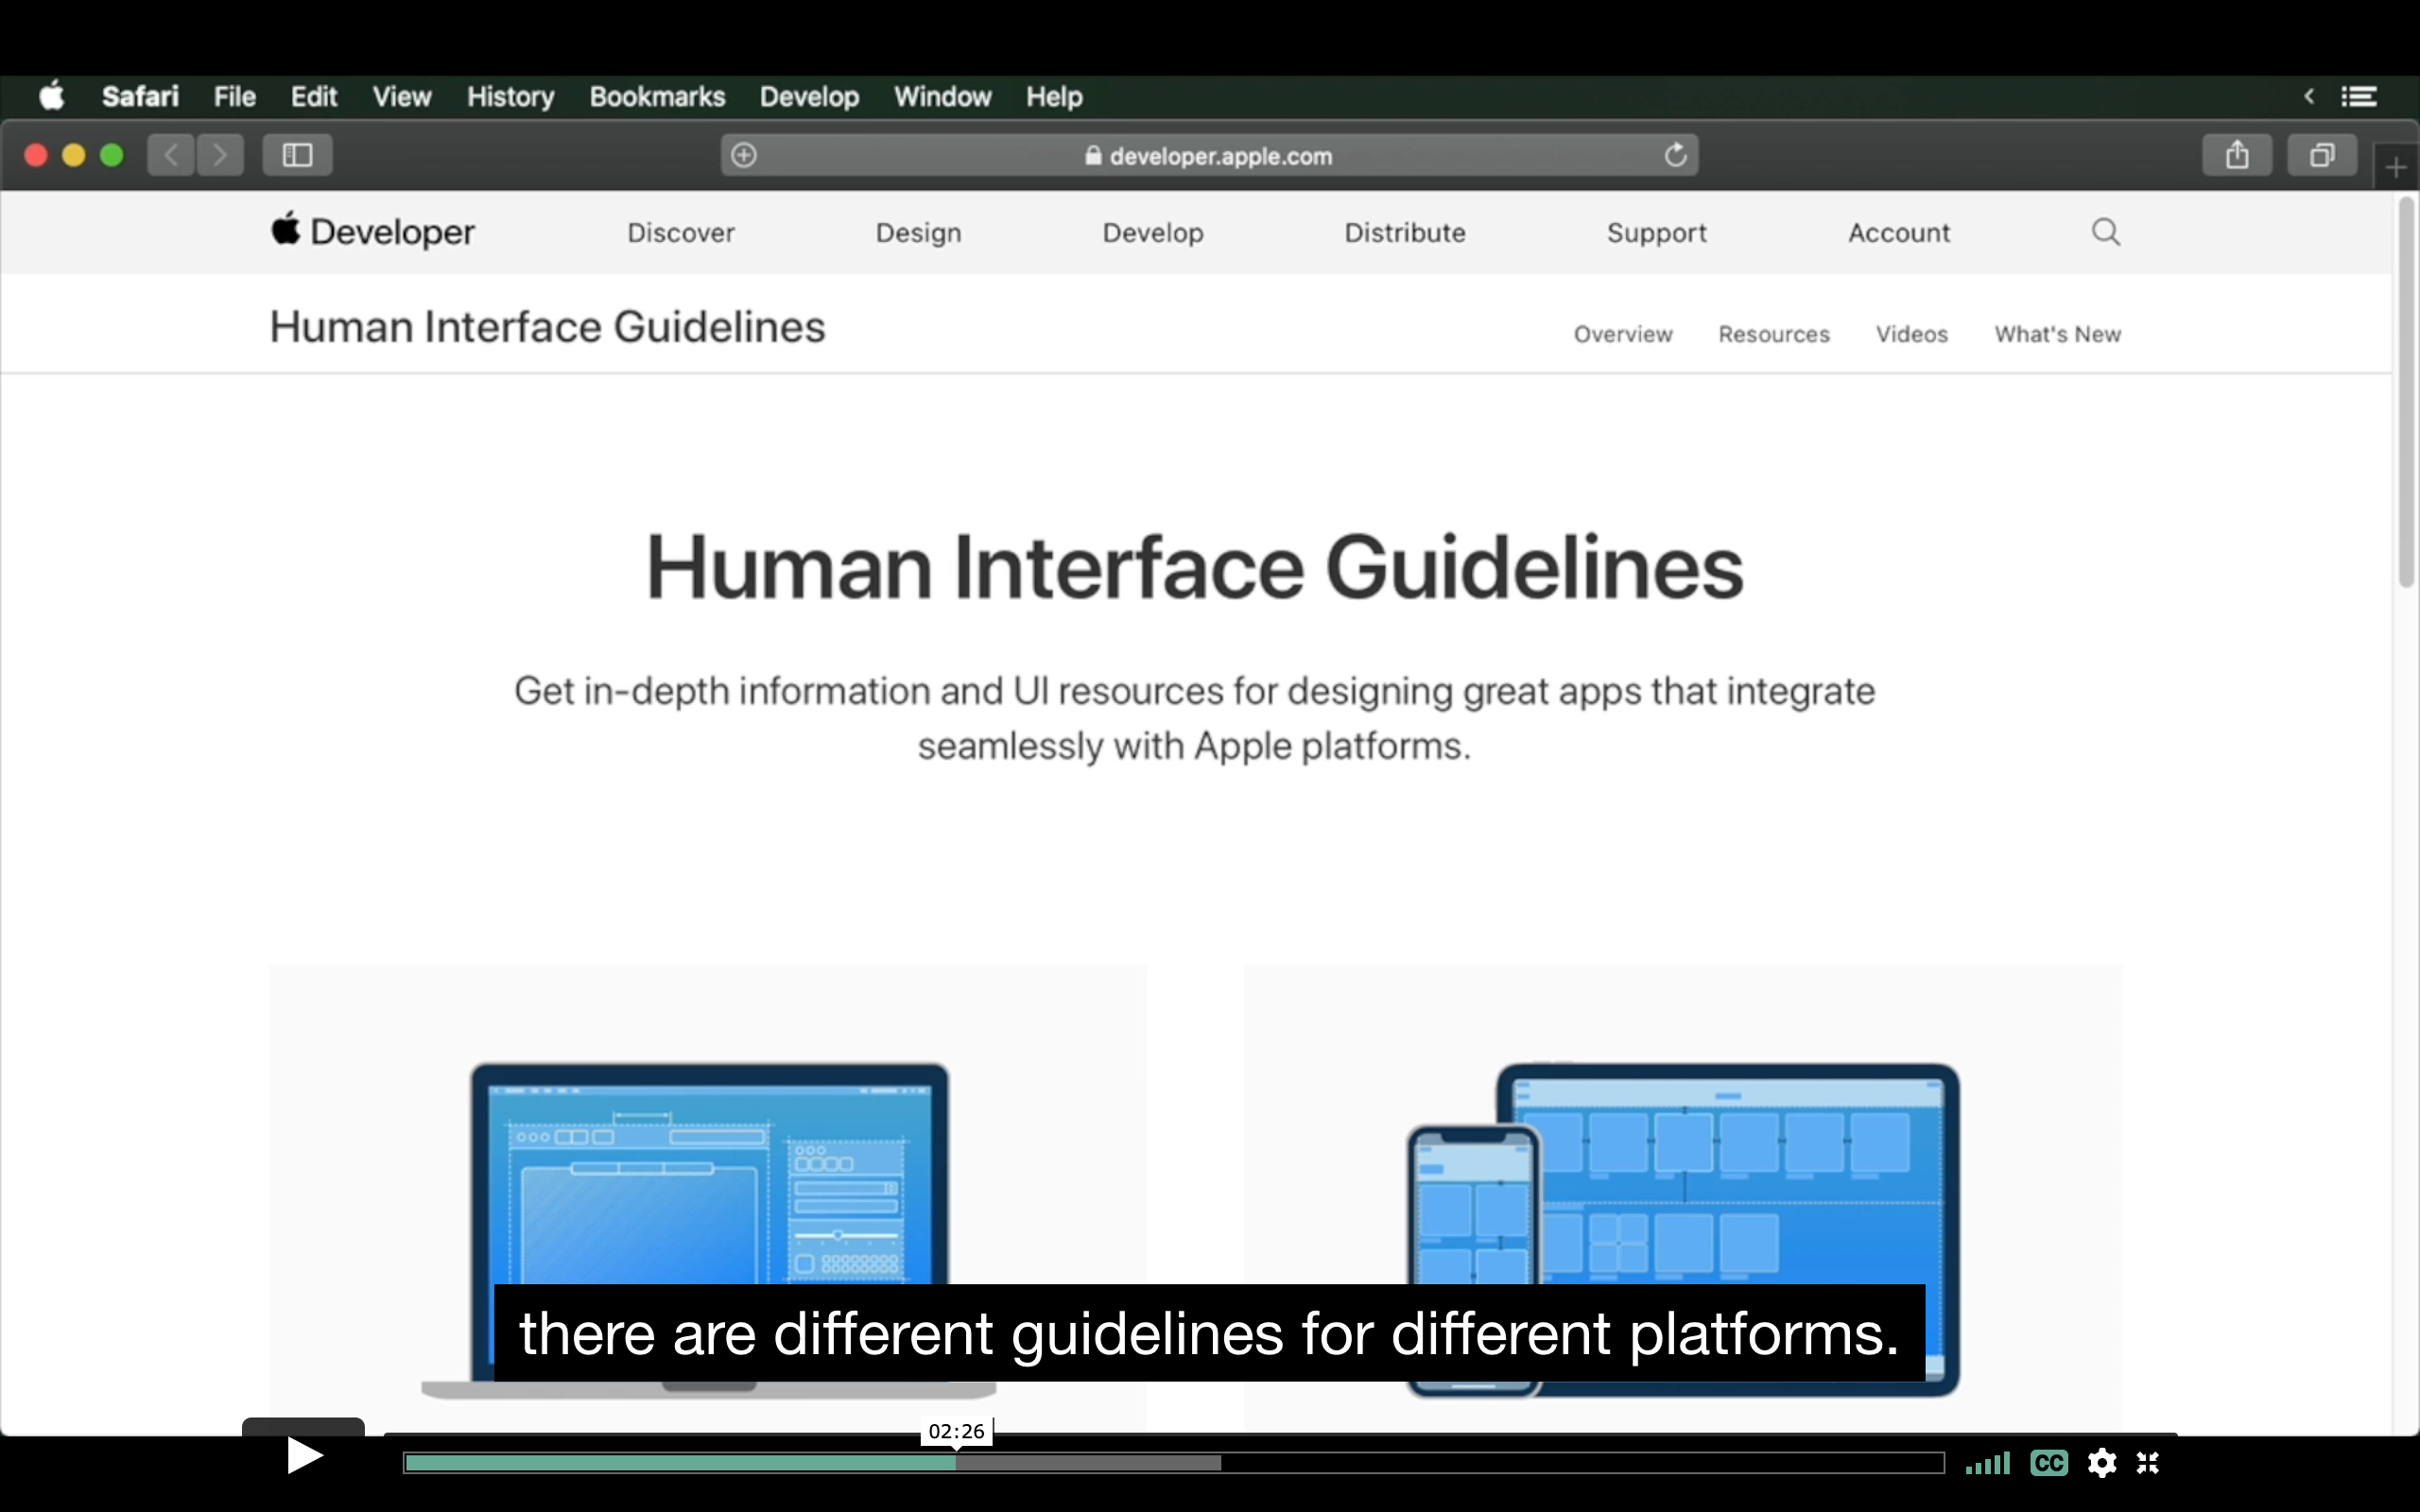 Safari File Edit View History Bookmarks Develop Window Help
developer.apple.com
Developer Discover Design Develop Distribute Support Account
Human Interface Guidelines Overview Resources Videos What's New
Human Interface Guidelines
Get in-depth information and UI resources for designing great apps that integrate
seamlessly with Apple platforms.
there are different guidelines for different platforms.
02:26
CC